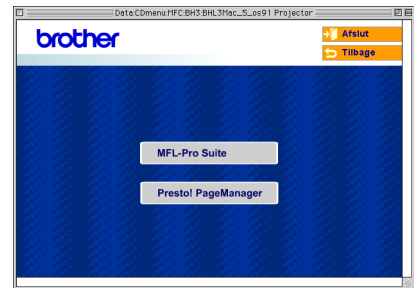 Data:CDmenu:MFC:BH3:BHL3Mac_5_os91 Projector
brother
Afslut
Tilbage
MFL-Pro Suite
Presto! PageManager